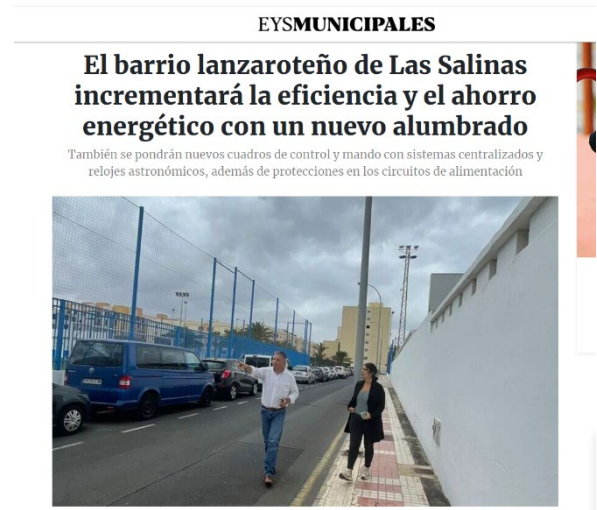 EYSMUNICIPALES
El barrio lanzaroteño de Las Salinas
incrementará la eficiencia y el ahorro
energético con un nuevo alumbrado
También se pondrán nuevos cuadros de control y mando con sistemas centralizados y
relojes astronómicos, además de protecciones en los circuitos de alimentación